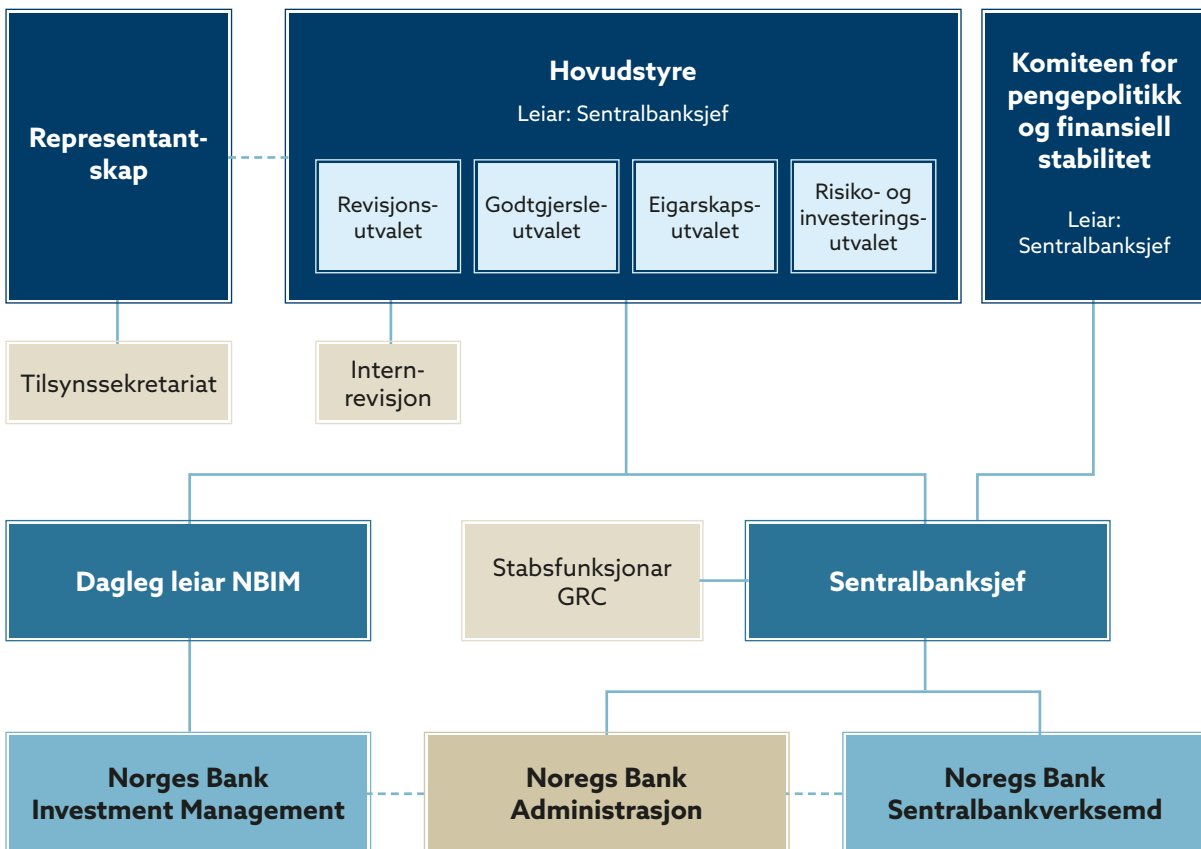 Representant-
skap
Hovudstyre
Leiar: Sentralbanksjef
Revisjons-
utvalet
Godtgjersle-
utvalet
Eigarskaps-
utvalet
Risiko- og
investerings-
utvalet
Komiteen for
pengepolitikk
og finansiell
stabilitet
Leiar:
Sentralbanksjef
Tilsynssekretariat
Intern-
revisjon
Dagleg leiar NBIM
Stabsfunksjonar
GRC
Sentralbanksjef
Norges Bank
Investment Management
Noregs Bank
Administrasjon
Noregs Bank
Sentralbankverksemd